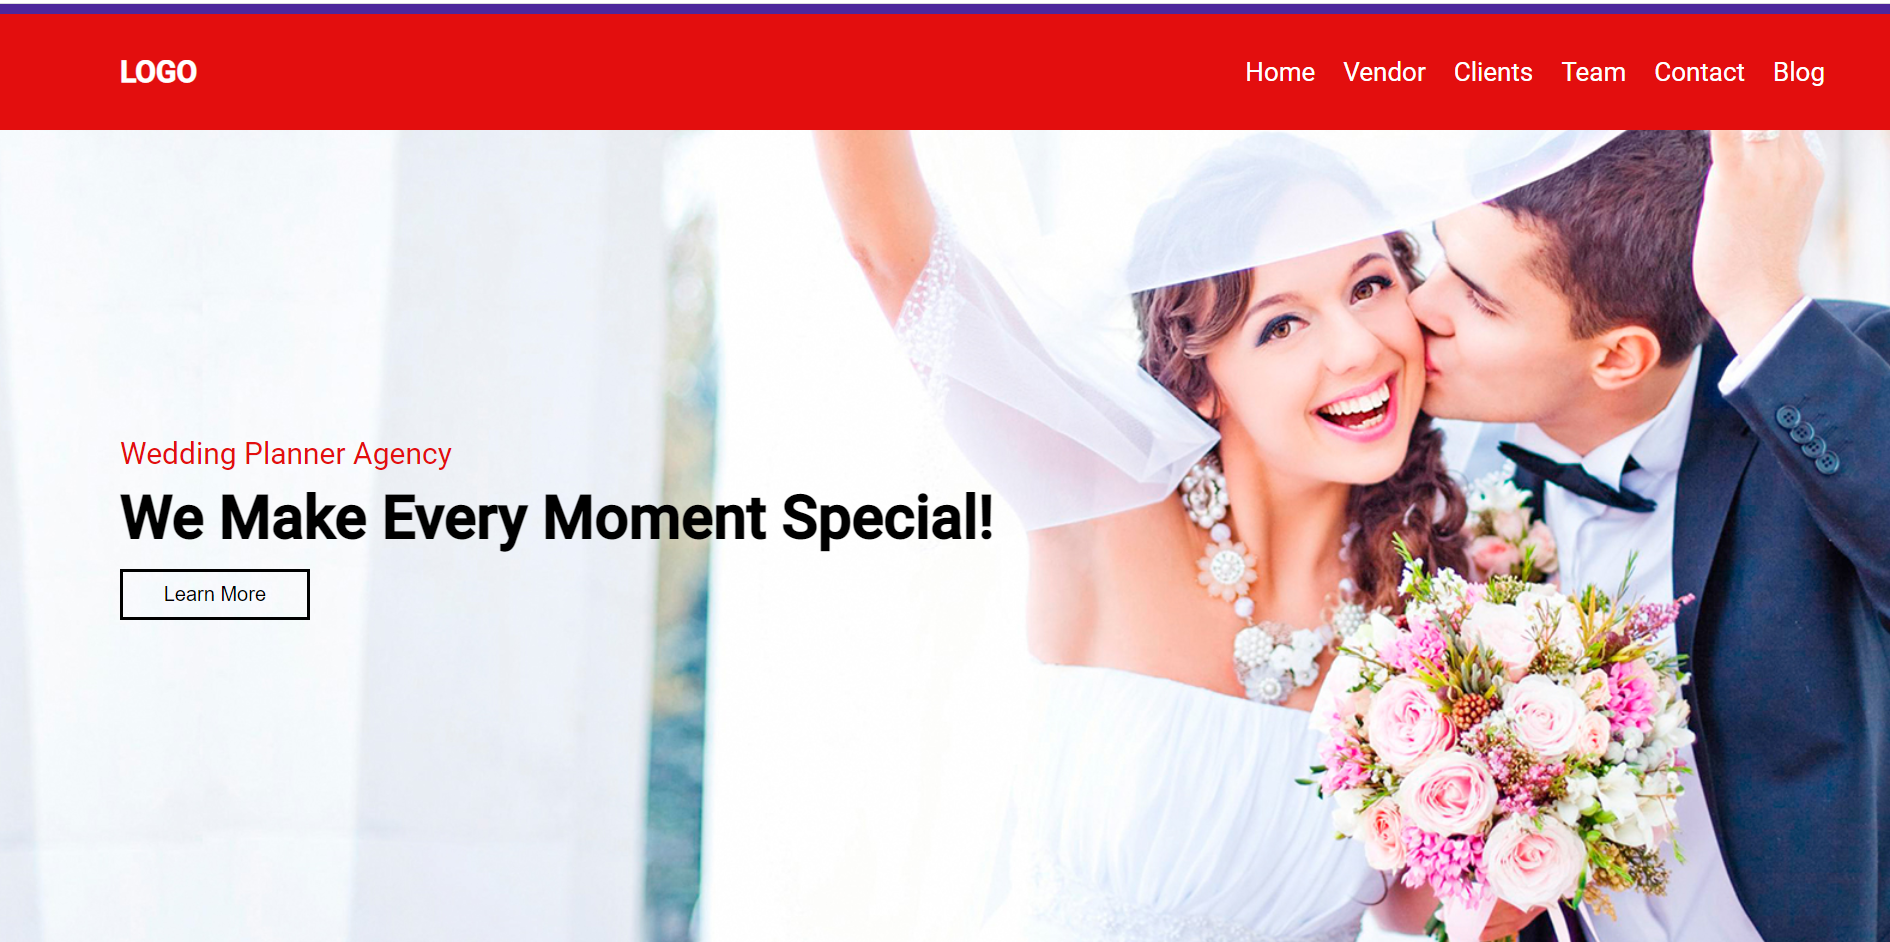 LOGO
Home Vendor Clients Team Contact Blog
Wedding Planner Agency
We Make Every Moment Special!
Learn More